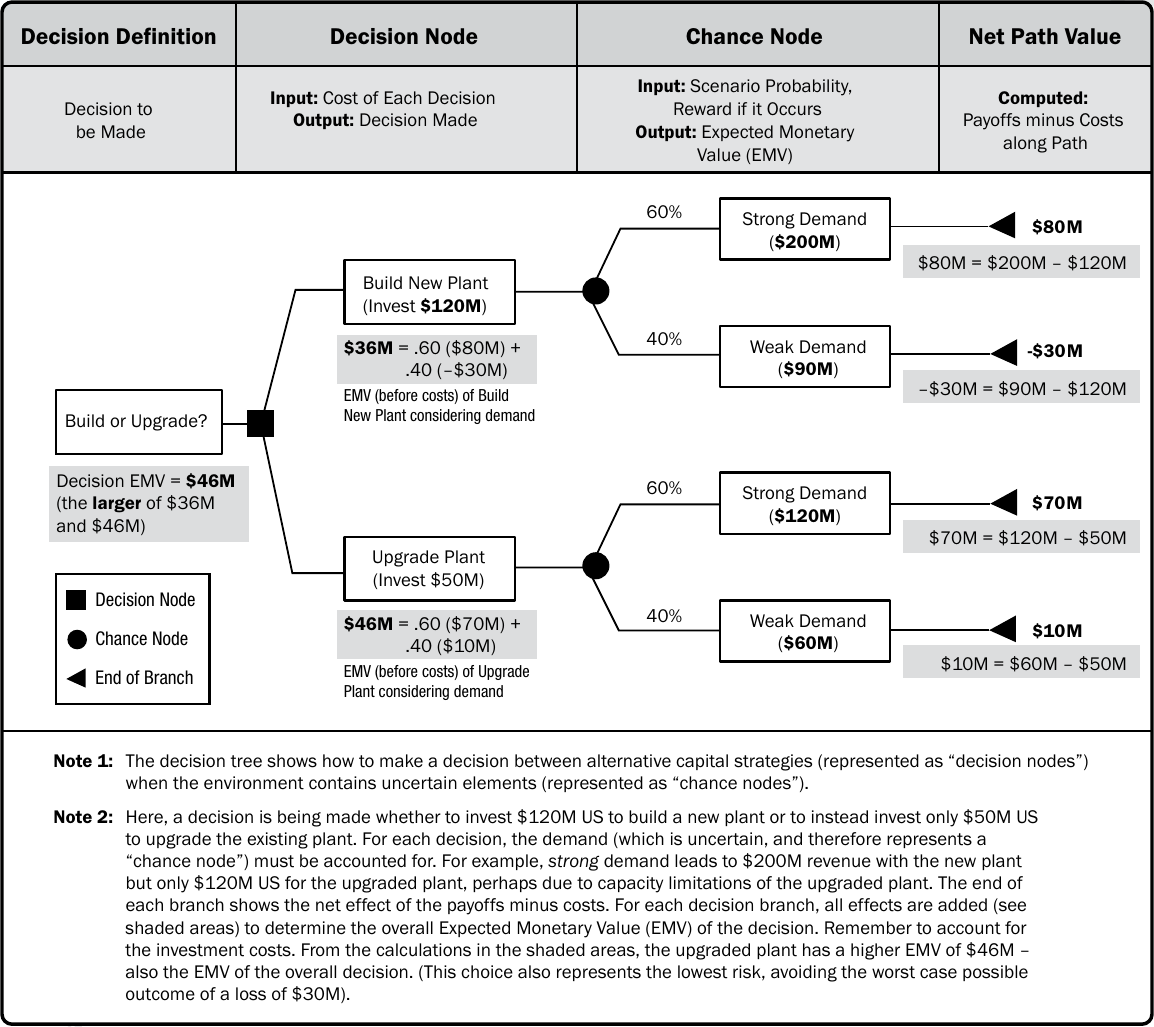 Decision Definition
Decision Node
Chance Node
Net Path Value
Decision to
be Made
Input: Cost of Each Decision
Output: Decision Made
Input: Scenario Probability,
Reward if it Occurs
Output: Expected Monetary
Value (EMV)
Computed:
Payoffs minus Costs
along Path
Build or Upgrade?
Decision EMV = $46M
(the larger of $36M
and $46M)
Build New Plant
(Invest $120M)
$36M = .60 ($80M) +
.40 (–$30M)
EMV (before costs) of Build
New Plant considering demand
60%
Strong Demand
($200M)
$80M
$80M = $200M – $120M
40%
Weak Demand
($90M)
-$30M
–$30M = $90M – $120M
Upgrade Plant
(Invest $50M)
$46M = .60 ($70M) +
.40 ($10M)
EMV (before costs) of Upgrade
Plant considering demand
60%
Strong Demand
($120M)
$70M
$70M = $120M – $50M
40%
Weak Demand
($60M)
$10M
$10M = $60M – $50M
Decision Node
Chance Node
End of Branch
Note 1: The decision tree shows how to make a decision between alternative capital strategies (represented as “decision nodes”)
when the environment contains uncertain elements (represented as “chance nodes”).
Note 2: Here, a decision is being made whether to invest $120M US to build a new plant or to instead invest only $50M US
to upgrade the existing plant. For each decision, the demand (which is uncertain, and therefore represents a
“chance node”) must be accounted for. For example, strong demand leads to $200M revenue with the new plant
but only $120M US for the upgraded plant, perhaps due to capacity limitations of the upgraded plant. The end of
each branch shows the net effect of the payoffs minus costs. For each decision branch, all effects are added (see
shaded areas) to determine the overall Expected Monetary Value (EMV) of the decision. Remember to account for
the investment costs. From the calculations in the shaded areas, the upgraded plant has a higher EMV of $46M –
also the EMV of the overall decision. (This choice also represents the lowest risk, avoiding the worst case possible
outcome of a loss of $30M).